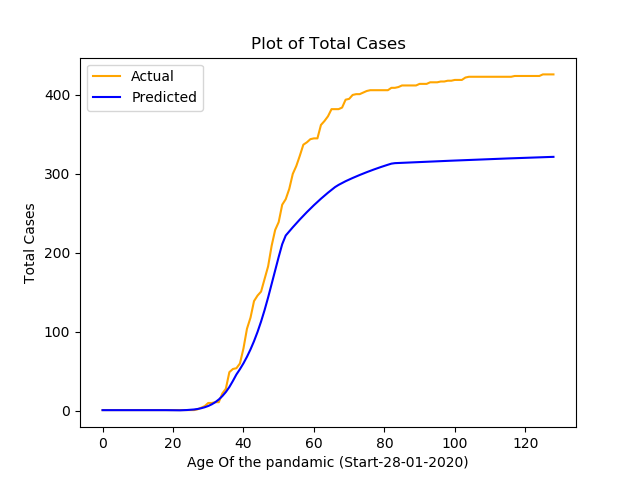 Plot of Total Cases
Actual
Predicted
400
300
200
100
0
Total Cases
0 20 40 60 80 100 120
Age Of the pandamic (Start-28-01-2020)